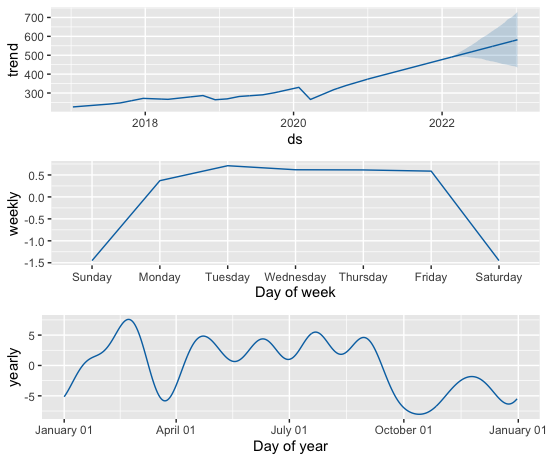 trend
500
600
700
400
300
2018
2020
2022
ds
weekly
0.5
0.0
-0.5
-1.0
-1.5
Sunday Monday Tuesday Wednesday Thursday Friday Saturday
Day of week
yearly
5
0
-5
January 01 April 01 July 01 October 01 January 01
Day of year